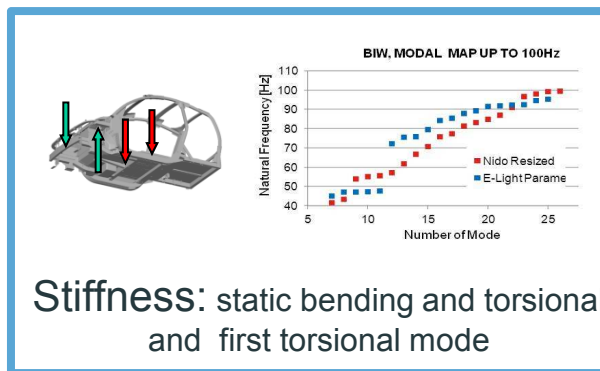 BIW, MODAL MAP UP TO 100Hz
Natural Frequency [Hz]
110
100
90
80
70
60
50
40
Nido Resized
E-Light Parame
5
10
15
20
25
Number of Mode
Stiffness: static bending and torsiona
and first torsional mode